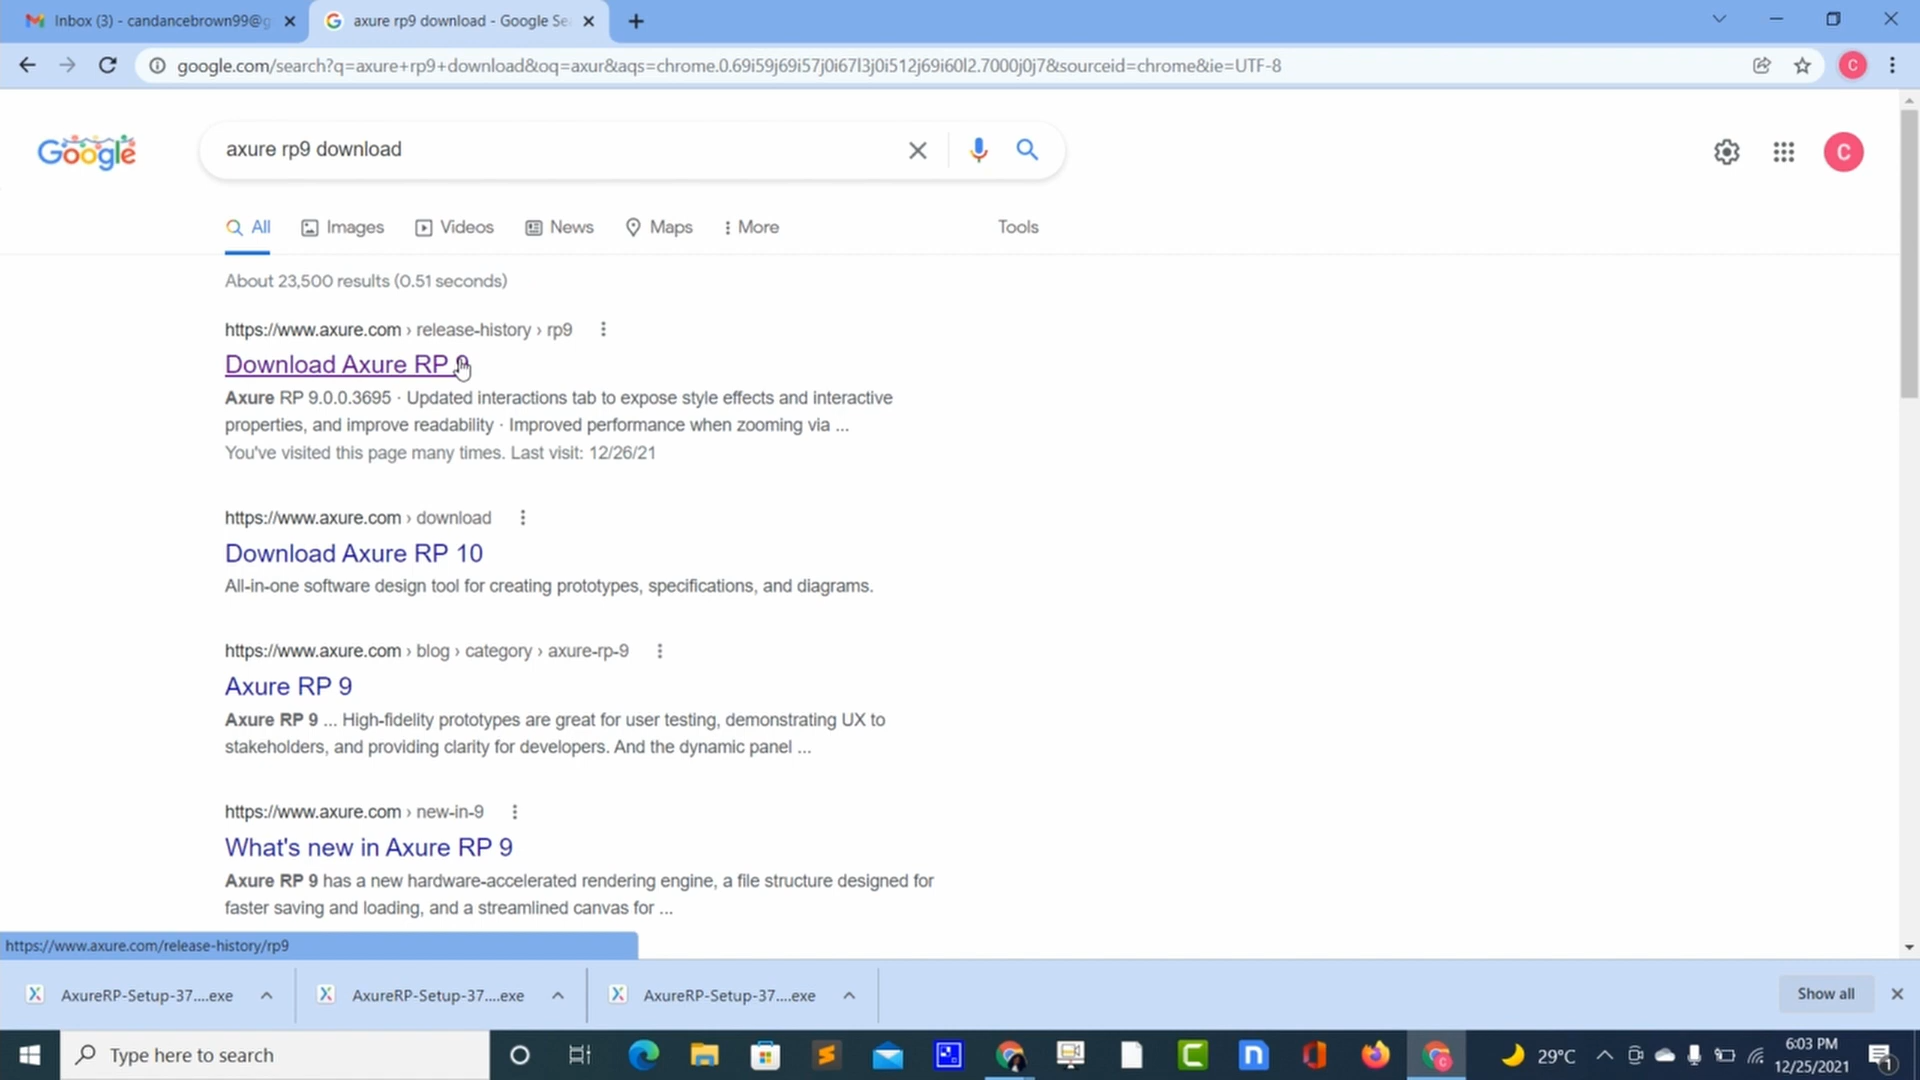 Inbox (3) - candancebrown99@g
axure rp9 download - Google Se
google.com/search?q=axure+rp9+download&oq=axur&aqs=chrome.0.69i59j69i57j0i67l3j0i512j69i60l2.7000j0j7&sourceid=chrome&ie=UTF-8
C
Google
axure rp9 download
C
All
Images
Videos
News
Maps
More
Tools
About 23,500 results (0.51 seconds)
https://www.axure.com › release-history › rp9
Download Axure RP 9
Axure RP 9.0.0.3695 · Updated interactions tab to expose style effects and interactive
properties, and improve readability · Improved performance when zooming via ...
You've visited this page many times. Last visit: 12/26/21
https://www.axure.com › download
Download Axure RP 10
All-in-one software design tool for creating prototypes, specifications, and diagrams.
https://www.axure.com › blog › category › axure-rp-9
Axure RP 9
Axure RP 9 ... High-fidelity prototypes are great for user testing, demonstrating UX to
stakeholders, and providing clarity for developers. And the dynamic panel ...
https://www.axure.com › new-in-9
What's new in Axure RP 9
Axure RP 9 has a new hardware-accelerated rendering engine, a file structure designed for
faster saving and loading, and a streamlined canvas for ...
https://www.axure.com/release-history/rp9
AxureRP-Setup-37....exe
AxureRP-Setup-37....exe
AxureRP-Setup-37....exe
Show all
Type here to search
29°C
6:03 PM
12/25/2021
1